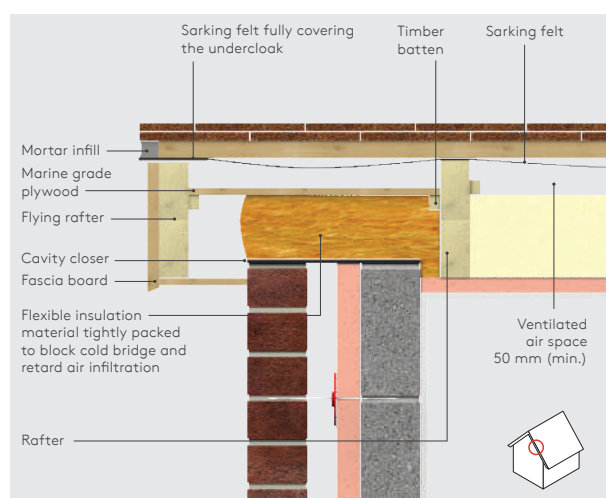 Sarking felt fully covering
the undercloak
Timber
batten
Sarking felt
Mortar infill
Marine grade
plywood
Flying rafter
Cavity closer
Fascia board
Flexible insulation
material tightly packed
to block cold bridge and
retard air infiltration
Rafter
Ventilated
air space
50 mm (min.)